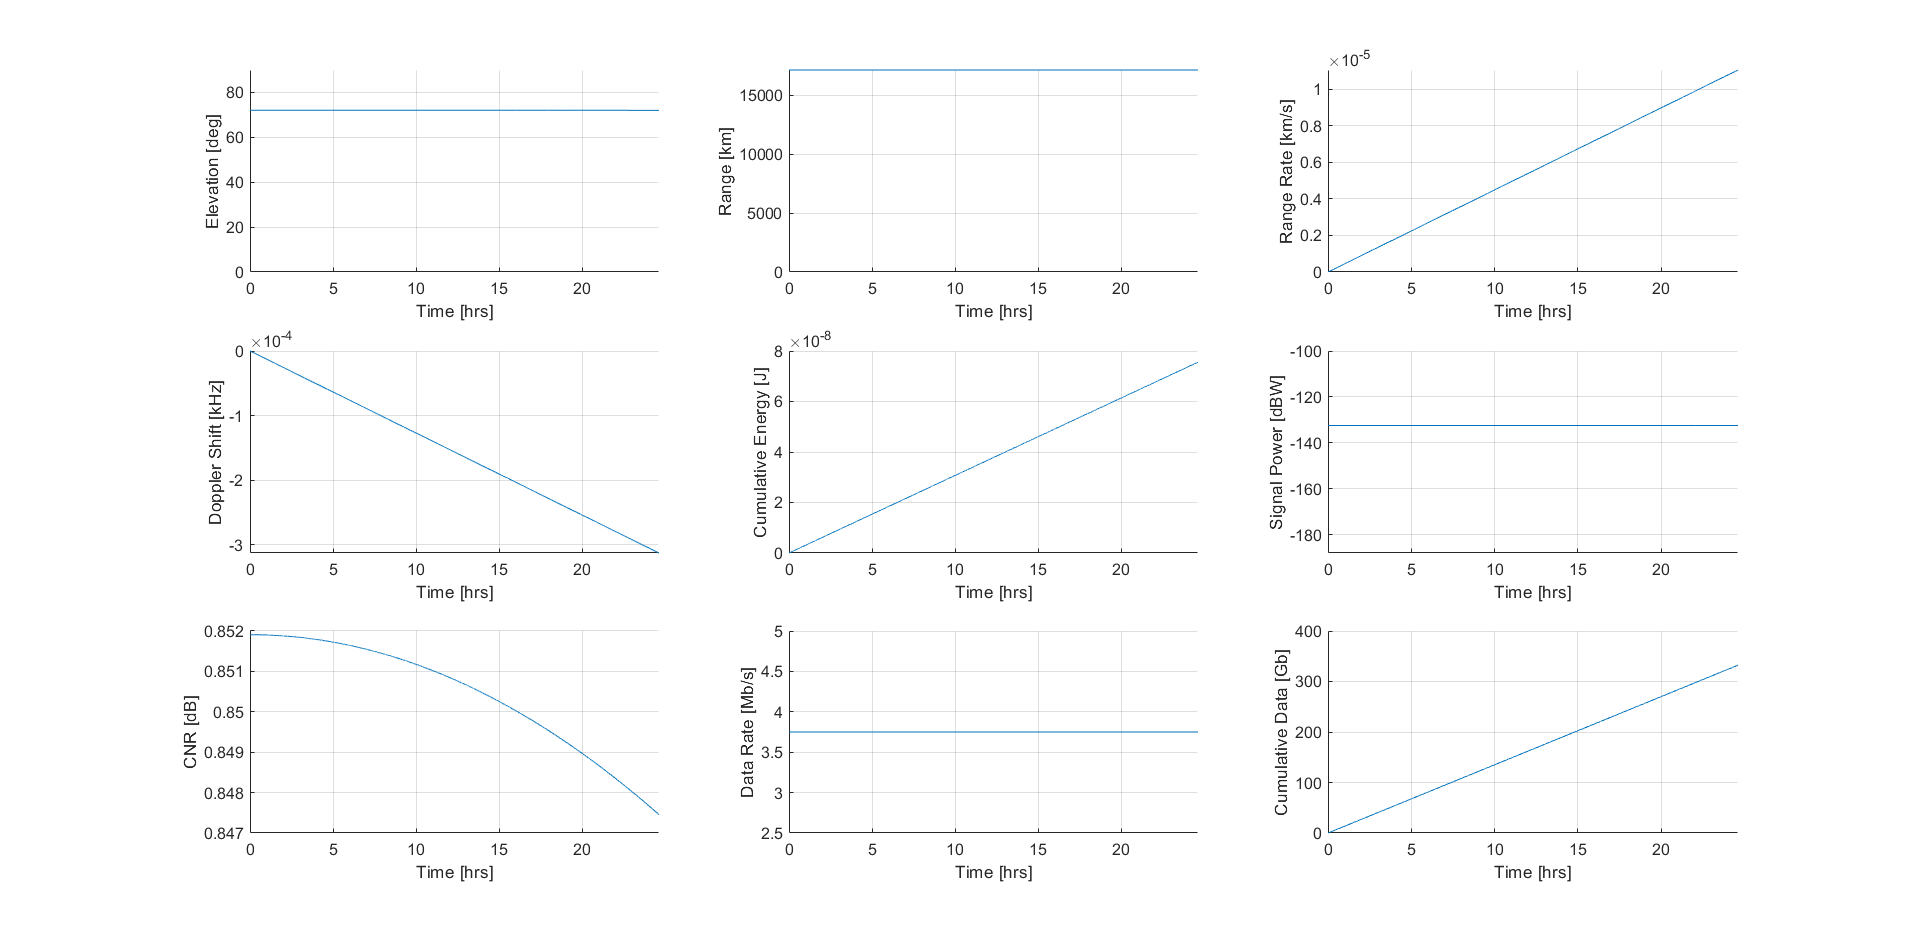 Elevation [deg]
80
60
40
20
0
0 5 10 15 20
Time [hrs]
Range [km]
15000
10000
5000
0
0 5 10 15 20
Time [hrs]
×10-5
Range Rate [km/s]
1
0.8
0.6
0.4
0.2
0
0 5 10 15 20
Time [hrs]
×10-4
Doppler Shift [kHz]
0
-1
-2
-3
0 5 10 15 20
Time [hrs]
×10-8
Cumulative Energy [J]
8
6
4
2
0
0 5 10 15 20
Time [hrs]
Signal Power [dBW]
-100
-120
-140
-160
-180
0 5 10 15 20
Time [hrs]
CNR [dB]
0.852
0.851
0.85
0.849
0.848
0.847
0 5 10 15 20
Time [hrs]
Data Rate [Mb/s]
5
4.5
4
3.5
3
2.5
0 5 10 15 20
Time [hrs]
Cumulative Data [Gb]
400
300
200
100
0
0 5 10 15 20
Time [hrs]